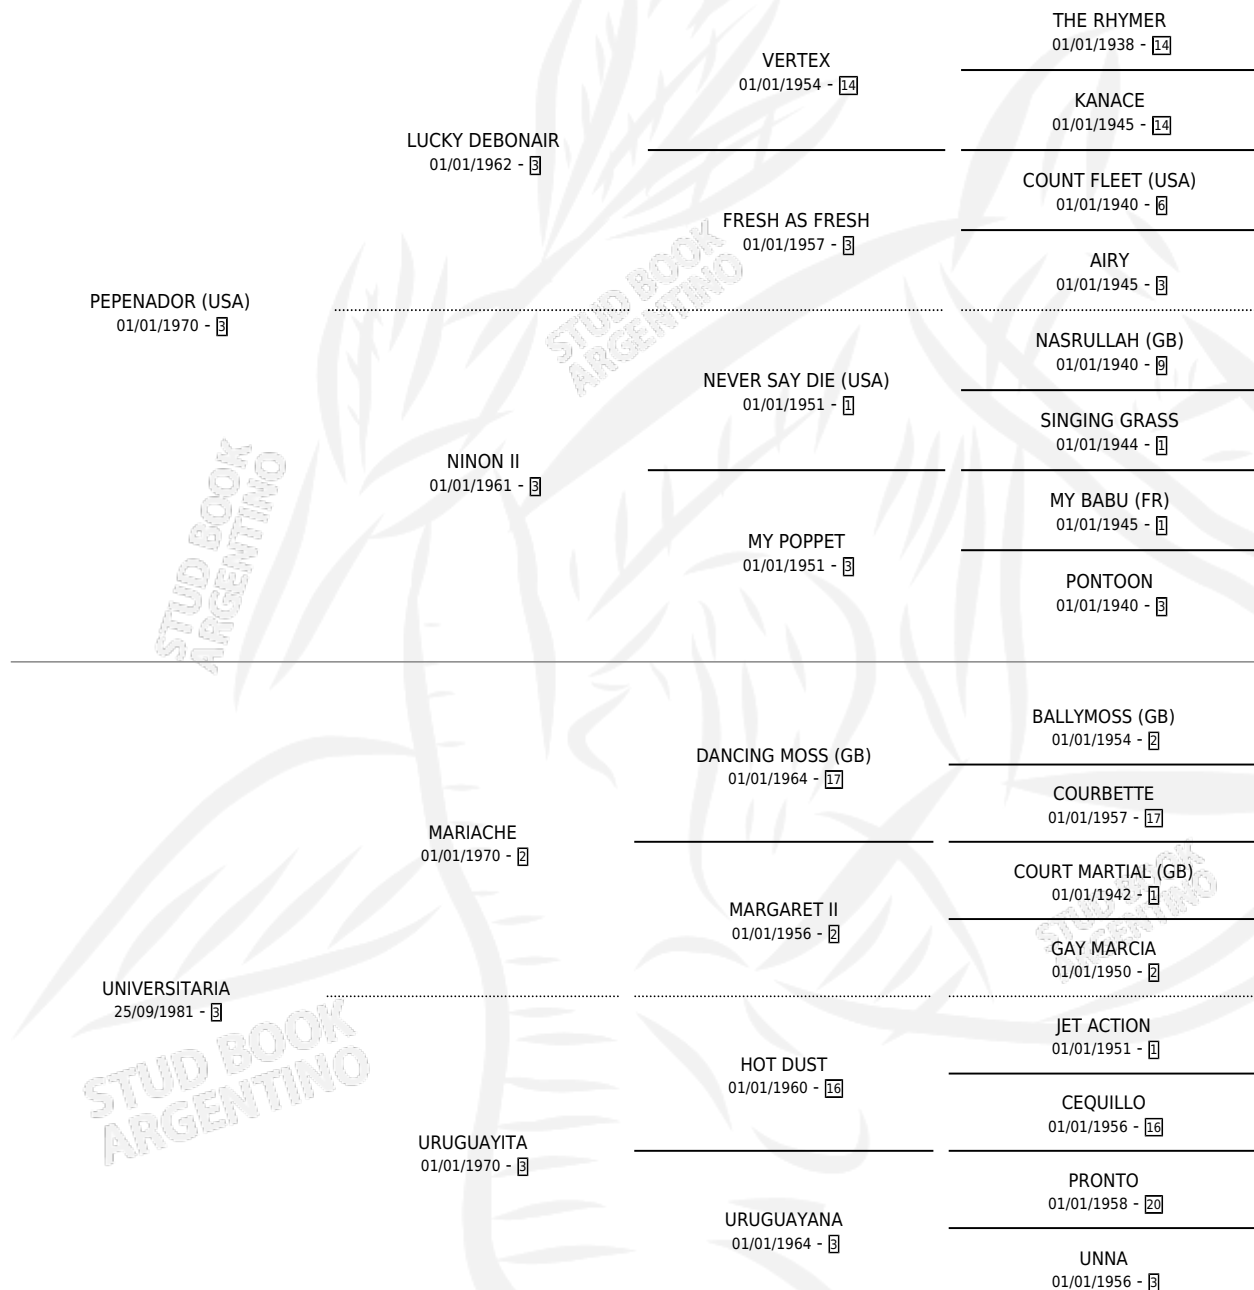 THE RHYMER
01/01/1938 - 14
VERTEX
01/01/1954 - 14
KANACE
01/01/1945 - 14
LUCKY DEBONAIR
01/01/1962 - 3
COUNT FLEET (USA)
01/01/1940 - 6
FRESH AS FRESH
01/01/1957 - 3
AIRY
01/01/1945 - 3
PEPENADOR (USA)
01/01/1970 - 3
STUD BOOK
ARGENTINO
NASRULLAH (GB)
01/01/1940 - 9
NEVER SAY DIE (USA)
01/01/1951 - 1
SINGING GRASS
01/01/1944 - 1
NINON II
01/01/1961 - 3
MY BABU (FR)
01/01/1945 - 1
MY POPPET
01/01/1951 - 3
PONTOON
01/01/1940 - 3
STUD BOOK
ARGENTINO
BALLYMOSS (GB)
01/01/1954 - 2
DANCING MOSS (GB)
01/01/1964 - 17
COURBETTE
01/01/1957 - 17
MARIACHE
01/01/1970 - 2
COURT MARTIAL (GB)
01/01/1942 - 1
MARGARET II
01/01/1956 - 2
STUD BOOK
ARGENTINO
GAY MARCIA
01/01/1950 - 2
UNIVERSITARIA
25/09/1981 - 3
JET ACTION
01/01/1951 - 1
HOT DUST
01/01/1960 - 16
STUD BOOK
ARGENTINO
CEQUILLO
01/01/1956 - 16
URUGUAYITA
01/01/1970 - 3
PRONTO
01/01/1958 - 20
URUGUAYANA
01/01/1964 - 3
UNNA
01/01/1956 - 3